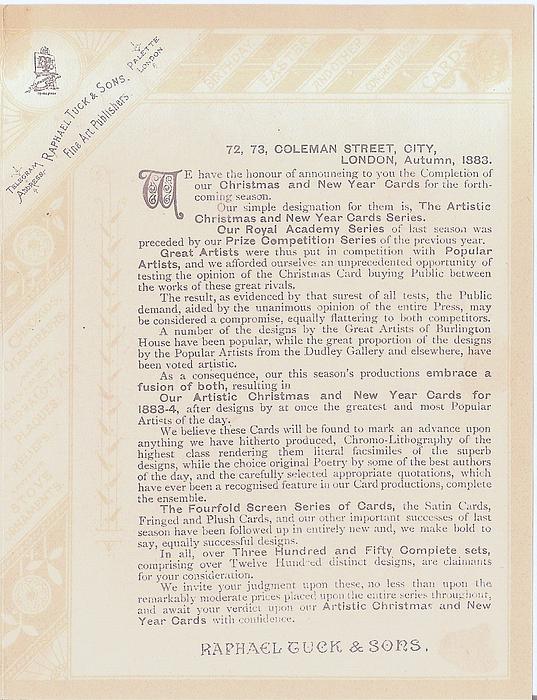 RAPHAEL TUCK & SONS.
Fine Art Publishers.
TELEGRAM
ADDRESS.
PALETTE
LONDON
CARDS
72, 73, COLEMAN STREET, CITY,
LONDON, Autumn, 1883.
WE have the honour of announcing to you the Completion of
our Christmas and New Year Cards for the forth-
coming season.
Our simple designation for them is, The Artistic
Christmas and New Year Cards Series.
Our Royal Academy Series of last season was
preceded by our Prize Competition Series of the previous year.
Great Artists were thus put in competition with Popular
Artists, and we afforded ourselves an unprecedented opportunity of
testing the opinion of the Christmas Card buying Public between
the works of these great rivals.
The result, as evidenced by that surest of all tests, the Public
demand, aided by the unanimous opinion of the entire Press, may
be considered a compromise, equally flattering to both competitors.
A number of the designs by the Great Artists of Burlington
House have been popular, while the great proportion of the designs
by the Popular Artists from the Dudley Gallery and elsewhere, have
been voted artistic.
As a consequence, our this season's productions embrace a
fusion of both, resulting in
Our Artistic Christmas and New Year Cards for
1883-4, after designs by at once the greatest and most Popular
Artists of the day.
We believe these Cards will be found to mark an advance upon
anything we have hitherto produced, Chromo-Lithography of the
highest class rendering them literal facsimiles of the superb
designs, while the choice original Poetry by some of the best authors
of the day, and the carefully selected appropriate quotations, which
have ever been a recognised feature in our Card productions, complete
the ensemble.
The Fourfold Screen Series of Cards, the Satin Cards,
Fringed and Plush Cards, and our other important successes of last
season have been followed up in entirely new and, we make bold to
say, equally successful designs.
In all, over Three Hundred and Fifty Complete sets,
comprising over Twelve Hundred distinct designs, are claimants
for your consideration.
We invite your judgment upon these, no less than upon the
remarkably moderate prices placed upon the entire series throughout,
and await your verdict upon our Artistic Christmas and New
Year Cards with confidence.
RAPHAEL TUCK & SONS.